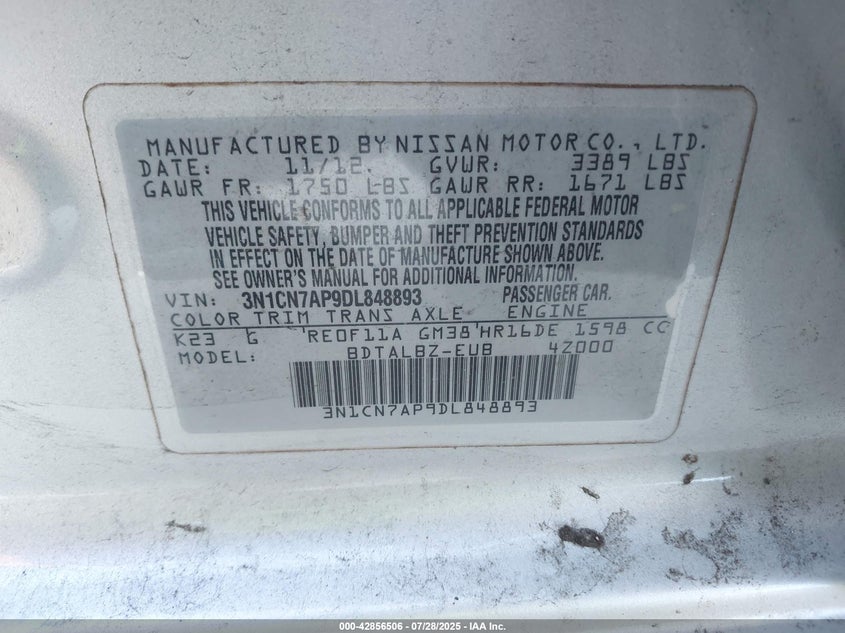 MANUFACTURED BY NISSAN MOTOR CO., LTD.
DATE: 11/12. GVWR: 3389 LBS
GAWR FR: 1750 LBS GAWR RR: 1671 LBS
THIS VEHICLE CONFORMS TO ALL APPLICABLE FEDERAL MOTOR
VEHICLE SAFETY, BUMPER AND THEFT PREVENTION STANDARDS
IN EFFECT ON THE DATE OF MANUFACTURE SHOWN ABOVE.
SEE OWNER'S MANUAL FOR ADDITIONAL INFORMATION.
VIN: 3N1CN7AP9DL848893 PASSENGER CAR.
COLOR TRIM TRANS AXLE ENGINE
K23 G 'RE0F11A GM38'HR16DE 1598 CC
MODEL: BDTALBZ-EUB 4Z000
3N1CN7AP9DL848893
000-42856506 / 07/28/2025 - IAA Inc.